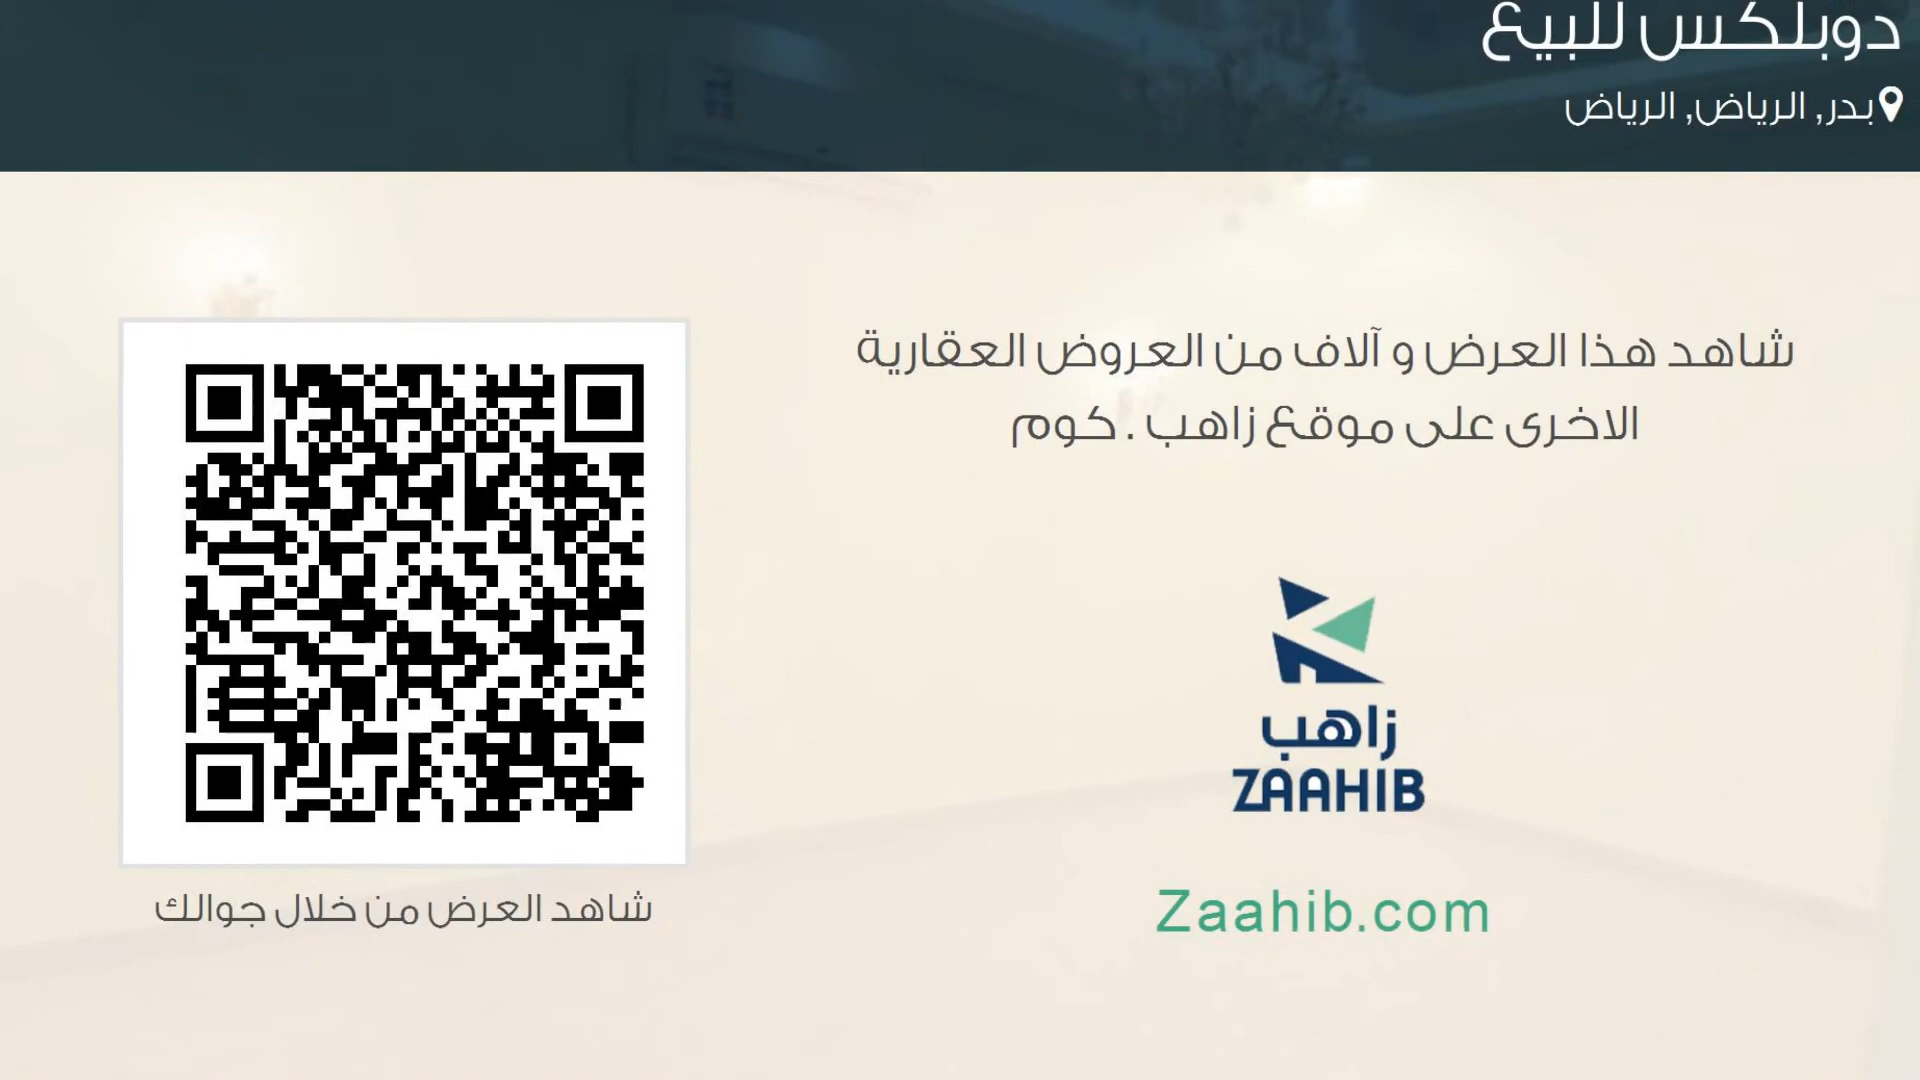 دوبلكس للبيع
بدر, الرياض, الرياض
شاهد هذا العرض و آلاف من العروض العقارية
الاخرى على موقع زاهب . كوم
زاهب
ZAAHIB
Zaahib.com
شاهد العرض من خلال جوالك